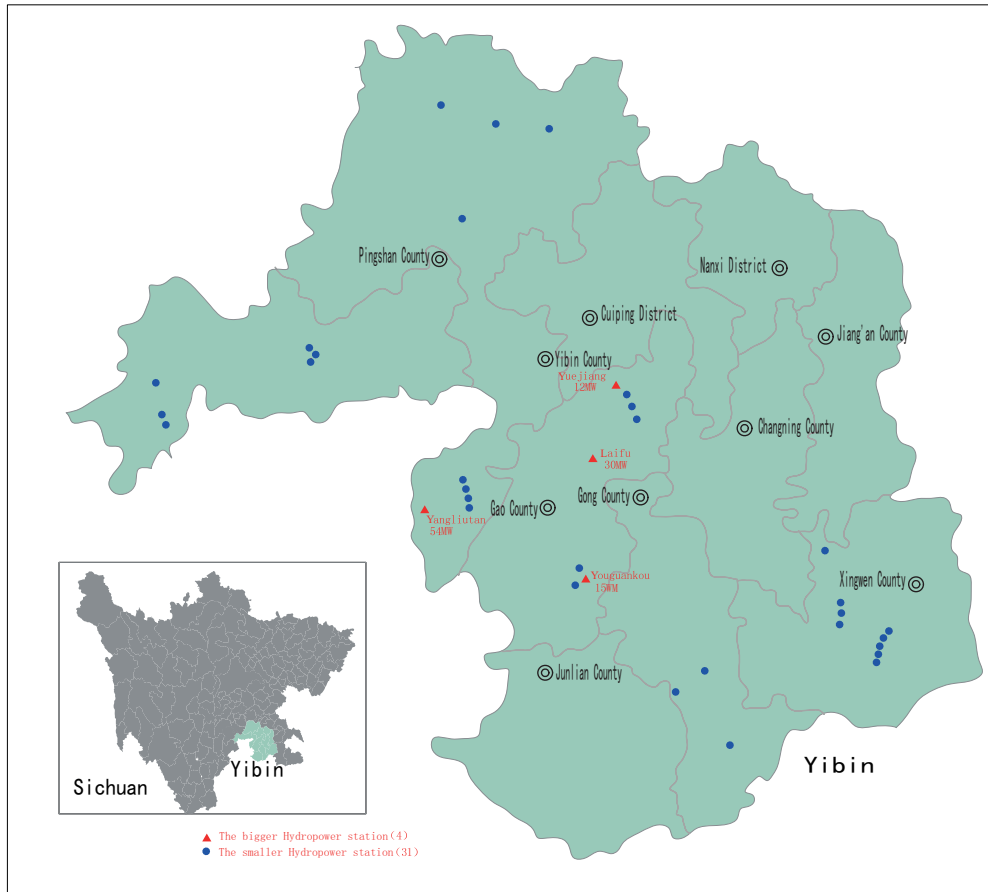 Pingshan County
Nanxi District
Cuiping District
Jiang'an County
Yibin County
Yuejiang
12MW
Changning County
Laifu
30MW
Gong County
Gao County
Yangliutan
54MW
Youguankou
15WM
Xingwen County
Junlian County
Yibin
Yibin
Sichuan
The bigger Hydropower station(4)
The smaller Hydropower station(31)